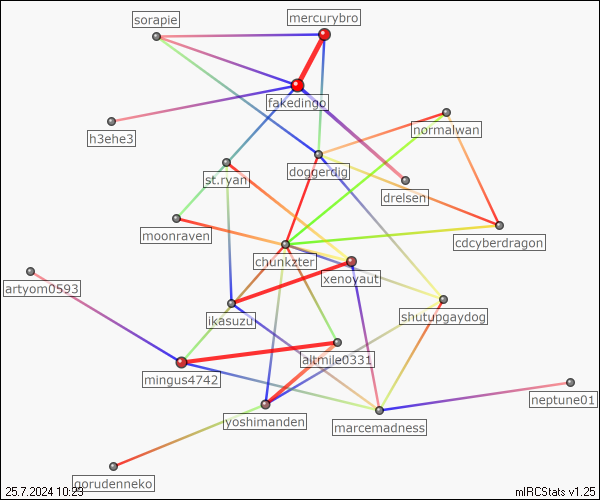 mercurybro
sorapie
fakedingo
normalwan
h3ehe3
doggerdig
st.ryan
drelsen
moonraven
cdcyberdragon
chunkzter
xenoyaut
artyom0593
shutupgaydog
ikasuzu
altmile0331
mingus4742
neptune01
yoshimanden
marcemadness
gorudenneko
25.7.2024 10:23
mIRCStats v1.25